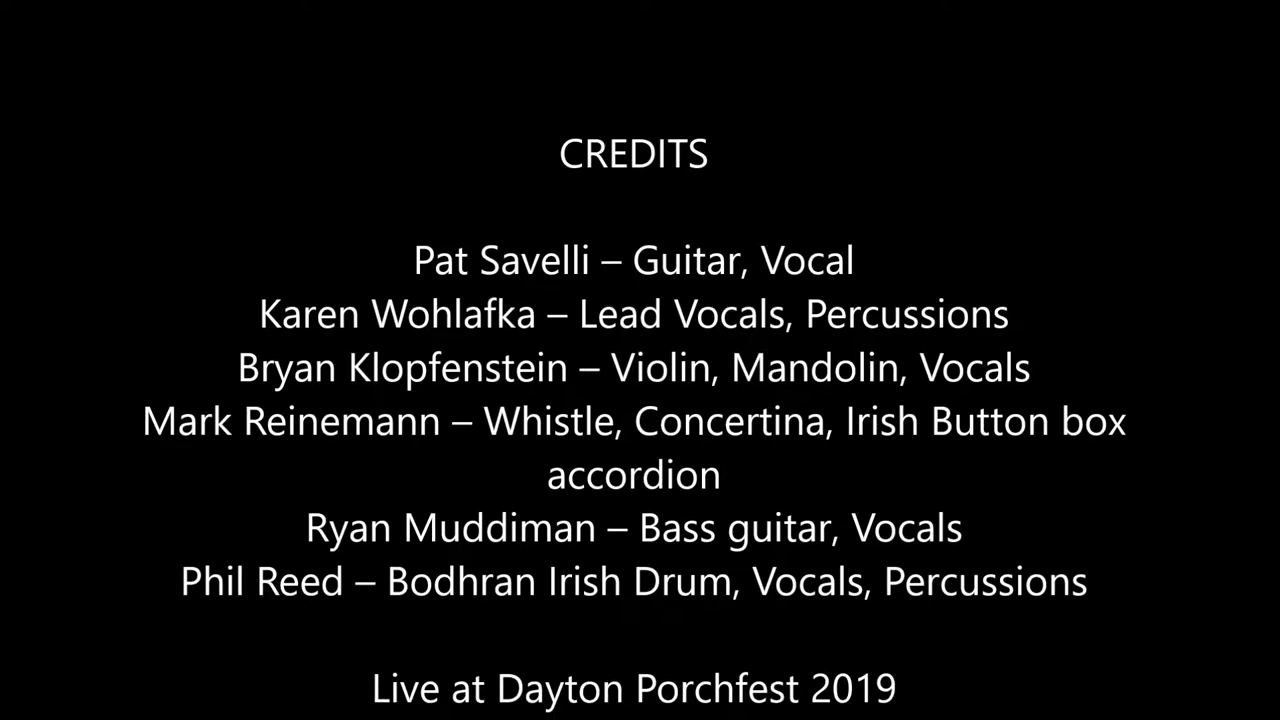 CREDITS
Pat Savelli – Guitar, Vocal
Karen Wohlafka – Lead Vocals, Percussions
Bryan Klopfenstein – Violin, Mandolin, Vocals
Mark Reinemann – Whistle, Concertina, Irish Button box
accordion
Ryan Muddiman – Bass guitar, Vocals
Phil Reed – Bodhran Irish Drum, Vocals, Percussions
Live at Dayton Porchfest 2019